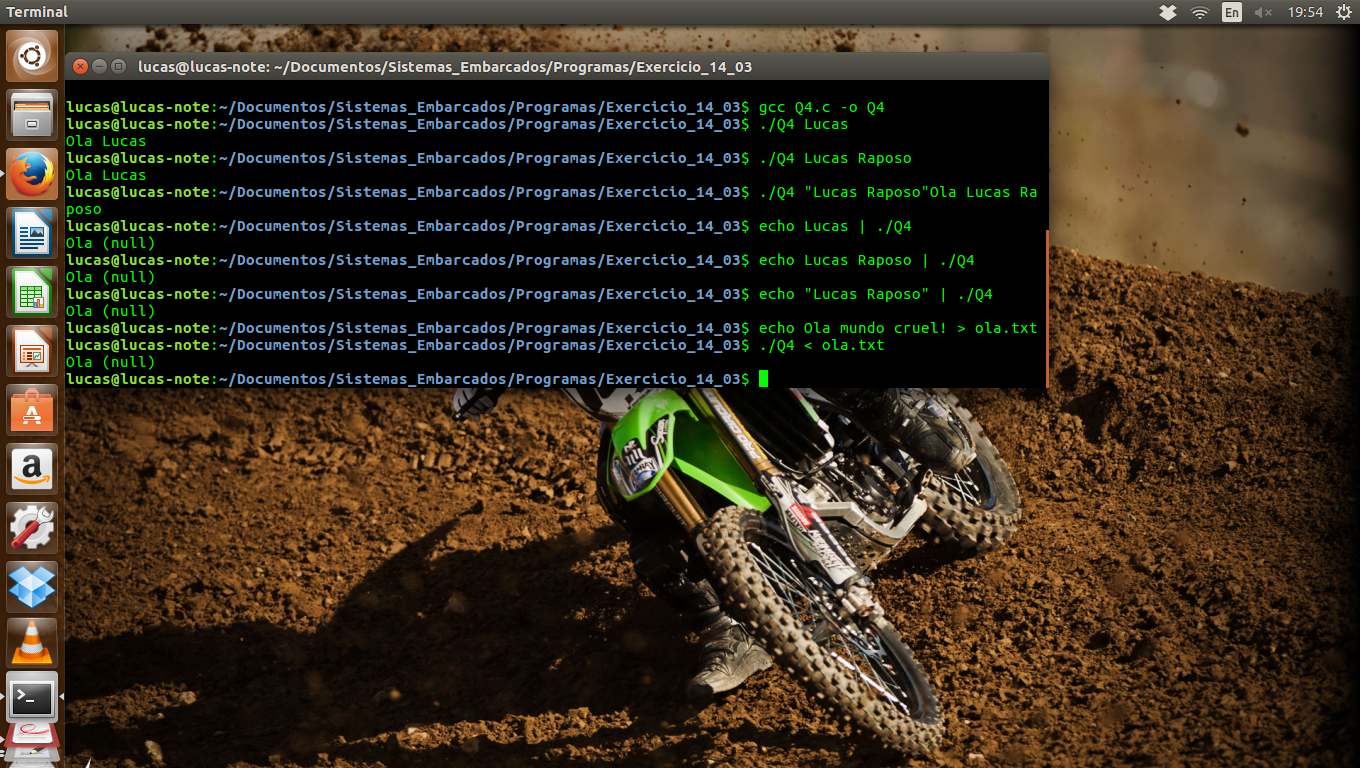 Terminal
En
19:54
lucas@lucas-note: ~/Documentos/Sistemas_Embarcados/Programas/Exercicio_14_03
lucas@lucas-note:~/Documentos/Sistemas_Embarcados/Programas/Exercicio_14_03$ gcc Q4.c -o Q4
lucas@lucas-note:~/Documentos/Sistemas_Embarcados/Programas/Exercicio_14_03$ ./Q4 Lucas
Ola Lucas
lucas@lucas-note:~/Documentos/Sistemas_Embarcados/Programas/Exercicio_14_03$ ./Q4 Lucas Raposo
Ola Lucas
lucas@lucas-note:~/Documentos/Sistemas_Embarcados/Programas/Exercicio_14_03$ ./Q4 "Lucas Raposo"Ola Lucas Ra
poso
lucas@lucas-note:~/Documentos/Sistemas_Embarcados/Programas/Exercicio_14_03$ echo Lucas | ./Q4
Ola (null)
lucas@lucas-note:~/Documentos/Sistemas_Embarcados/Programas/Exercicio_14_03$ echo Lucas Raposo | ./Q4
Ola (null)
lucas@lucas-note:~/Documentos/Sistemas_Embarcados/Programas/Exercicio_14_03$ echo "Lucas Raposo" | ./Q4
Ola (null)
lucas@lucas-note:~/Documentos/Sistemas_Embarcados/Programas/Exercicio_14_03$ echo Ola mundo cruel! > ola.txt
lucas@lucas-note:~/Documentos/Sistemas_Embarcados/Programas/Exercicio_14_03$ ./Q4 < ola.txt
Ola (null)
lucas@lucas-note:~/Documentos/Sistemas_Embarcados/Programas/Exercicio_14_03$